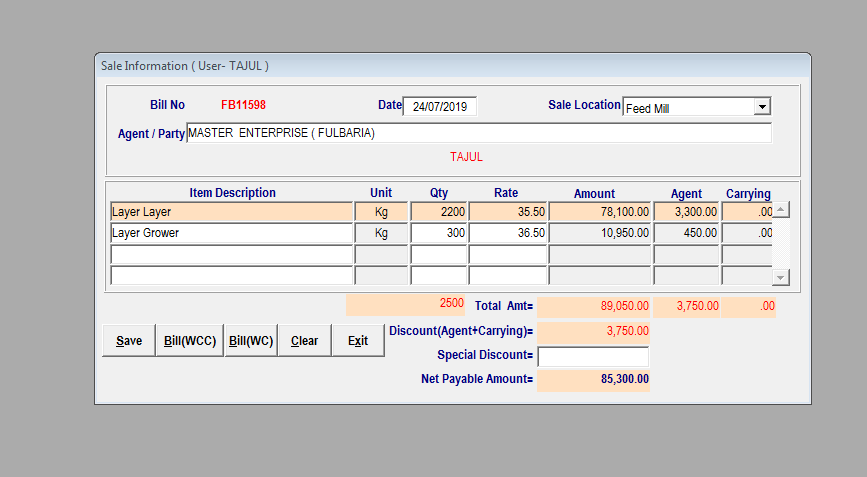 Sale Information ( User- TAJUL )
Bill No FB11598 Date 24/07/2019 Sale Location Feed Mill
Agent / Party MASTER ENTERPRISE ( FULBARIA)
TAJUL
Item Description Unit Qty Rate Amount Agent Carrying
Layer Layer Kg 2200 35.50 78,100.00 3,300.00 .00
Layer Grower Kg 300 36.50 10,950.00 450.00 .00
2500 Total Amt= 89,050.00 3,750.00 .00
Discount(Agent+Carrying)= 3,750.00
Save Bill(WCC) Bill(WC) Clear Exit
Special Discount=
Net Payable Amount= 85,300.00